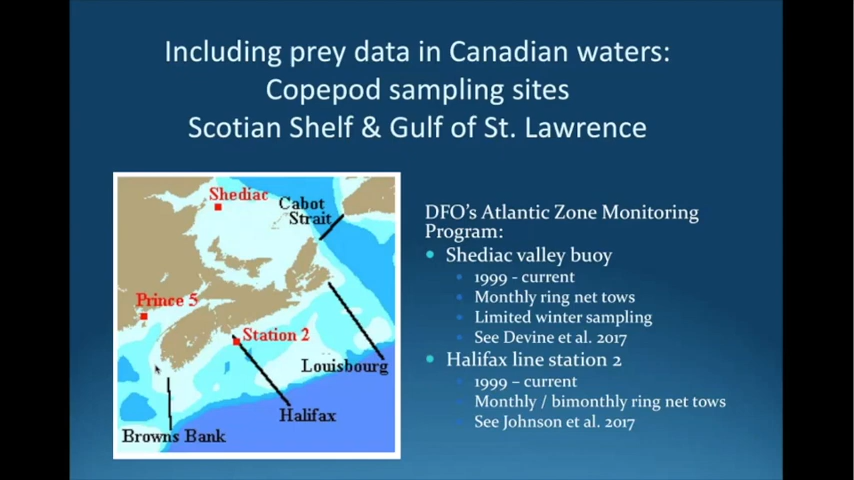 Including prey data in Canadian waters:
Copepod sampling sites
Scotian Shelf & Gulf of St. Lawrence
Shediac
Cabot
Strait
Prince 5
Station 2
Louisbourg
Halifax
Browns Bank
DFO's Atlantic Zone Monitoring
Program:
• Shediac valley buoy
• 1999 - current
• Monthly ring net tows
• Limited winter sampling
• See Devine et al. 2017
• Halifax line station 2
• 1999 – current
• Monthly / bimonthly ring net tows
• See Johnson et al. 2017